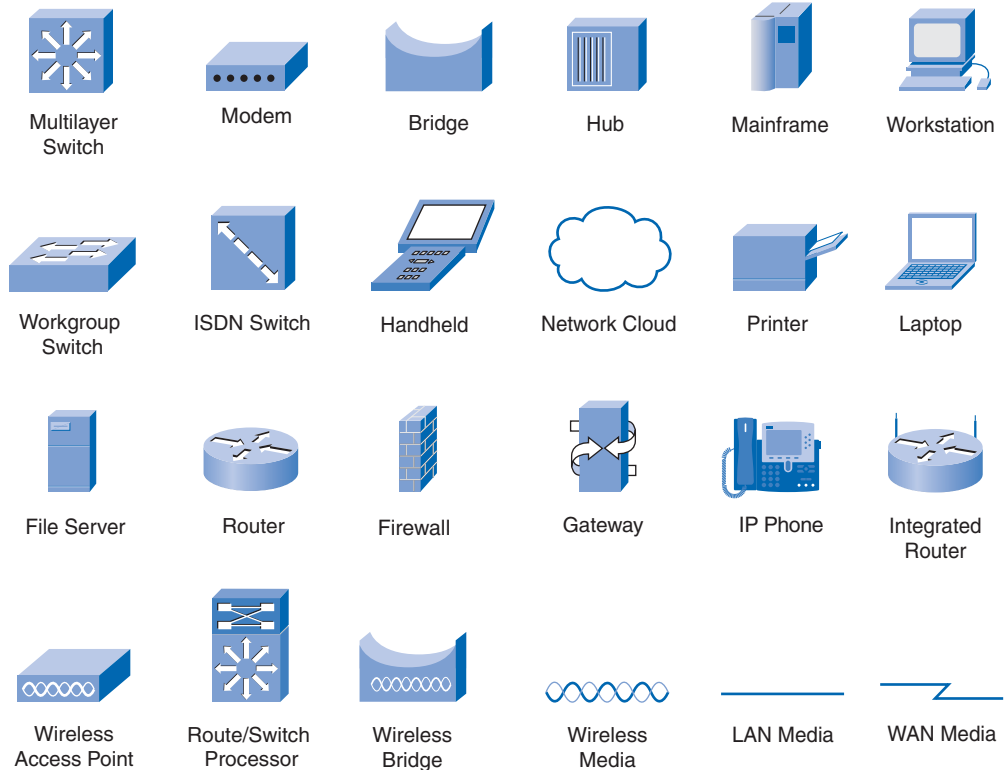 Multilayer
Switch
Modem
Bridge
Hub
Mainframe
Workstation
Workgroup
Switch
ISDN Switch
Handheld
Network Cloud
Printer
Laptop
File Server
Router
Firewall
Gateway
IP Phone
Integrated
Router
Wireless
Access Point
Route/Switch
Processor
Wireless
Bridge
Wireless
Media
LAN Media
WAN Media